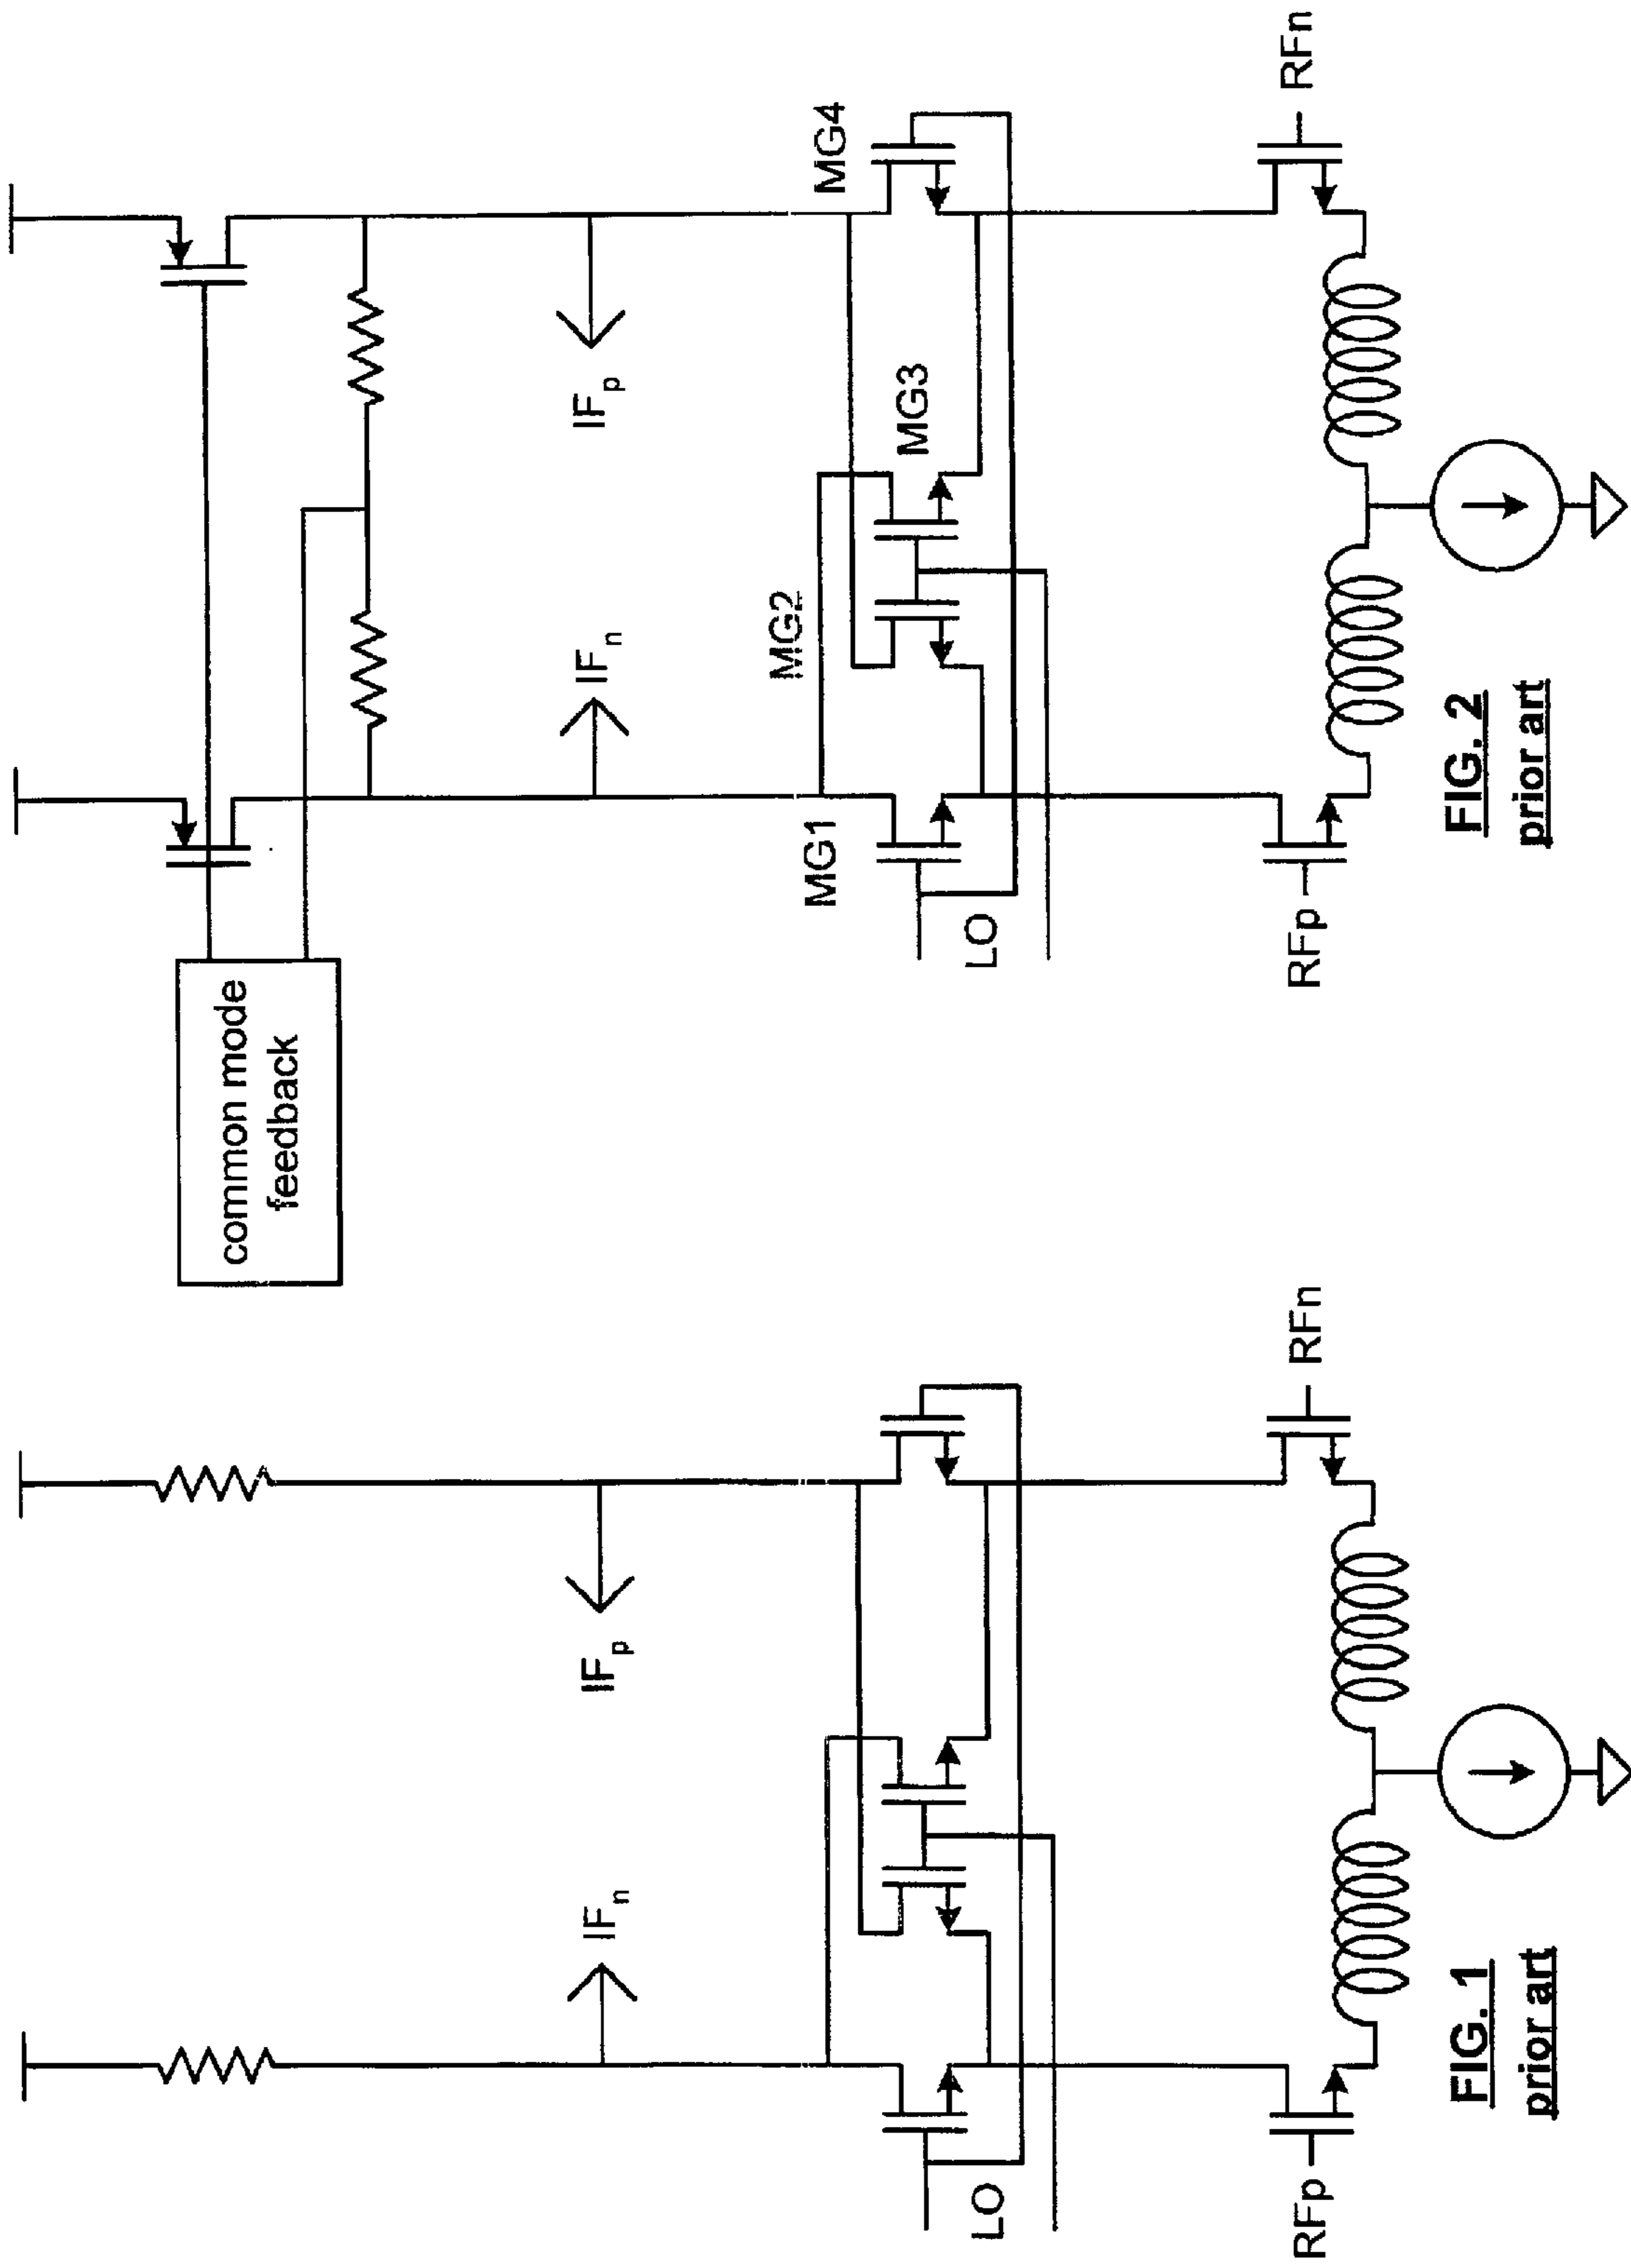 IFn
IFp
LO
RFp
RFn
FIG. 1
prior art
common mode
feedback
IFn
IFp
MG1
MG2
MG3
MG4
LO
RFp
RFn
FIG. 2
prior art